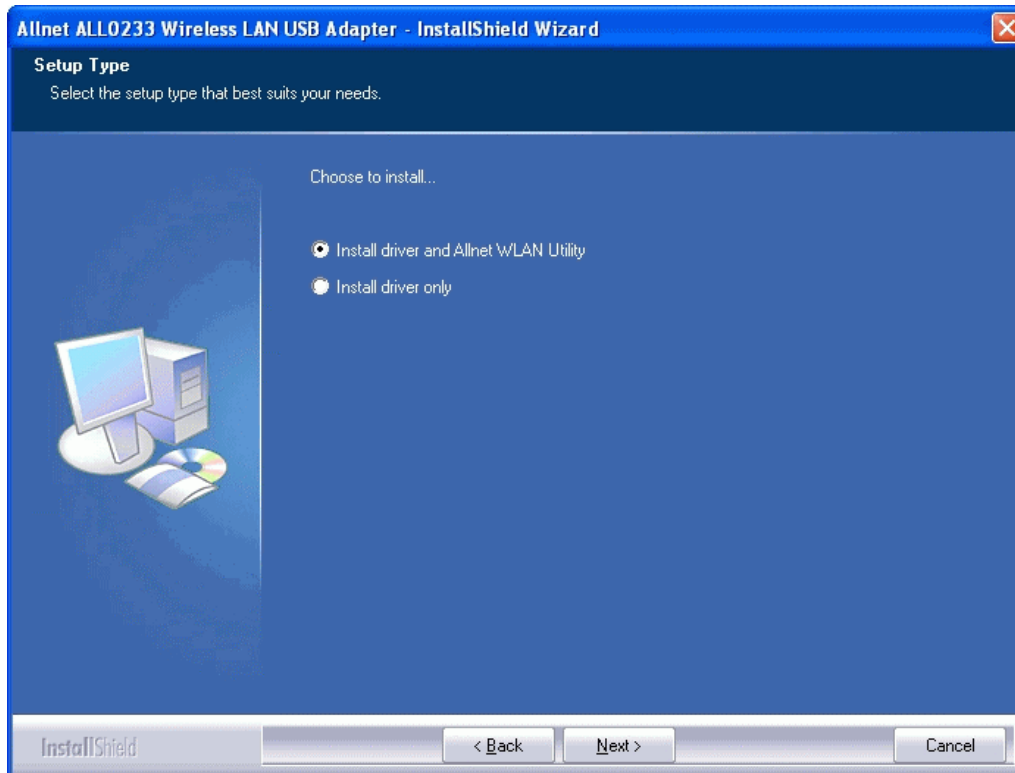 Allnet ALL0233 Wireless LAN USB Adapter - InstallShield Wizard
Setup Type
Select the setup type that best suits your needs.
Choose to install...
Install driver and Allnet WLAN Utility
Install driver only
InstallShield
< Back
Next >
Cancel